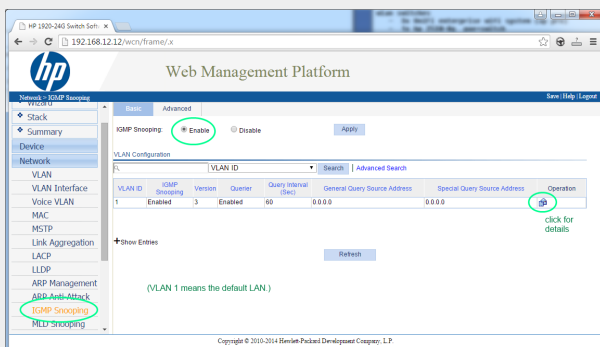 HP 1920-24G Switch Soft
192.168.12.12/wcn/frame/.x
hp
Web Management Platform
Network > IGMP Snooping
Save | Help | Logout
Wizard
Stack
Summary
Device
Network
VLAN
VLAN Interface
Voice VLAN
MAC
MSTP
Link Aggregation
LACP
LLDP
ARP Management
ARP Anti-Attack
IGMP Snooping
MLD Snooping
Basic Advanced
IGMP Snooping: Enable Disable Apply
VLAN Configuration
VLAN ID Search | Advanced Search
VLAN ID IGMP Snooping Version Querier Query Interval (Sec) General Query Source Address Special Query Source Address Operation
1 Enabled 3 Enabled 60 0.0.0.0 0.0.0.0
click for
details
+Show Entries
Refresh
(VLAN 1 means the default LAN.)
Copyright © 2010-2014 Hewlett-Packard Development Company, L.P.